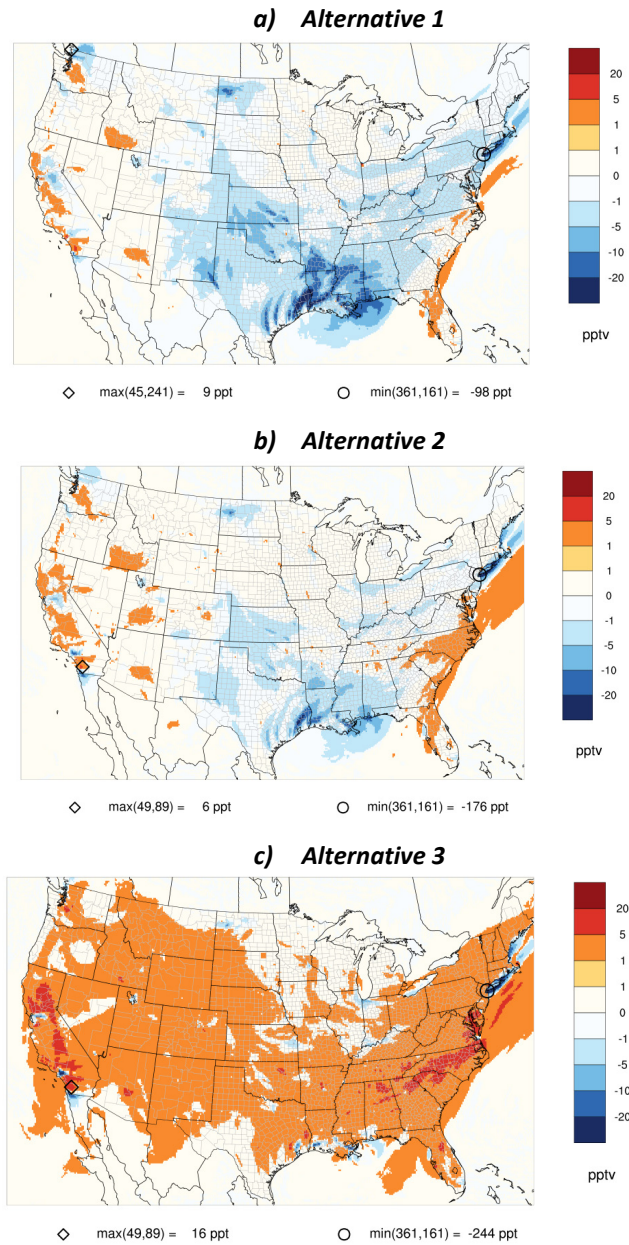 a) Alternative 1
20
5
1
1
0
-1
-5
-10
-20
pptv
max(45,241) = 9 ppt
min(361,161) = -98 ppt
b) Alternative 2
20
5
1
1
0
-1
-5
-10
-20
pptv
max(49,89) = 6 ppt
min(361,161) = -176 ppt
c) Alternative 3
20
5
1
1
0
-1
-5
-10
-20
pptv
max(49,89) = 16 ppt
min(361,161) = -244 ppt